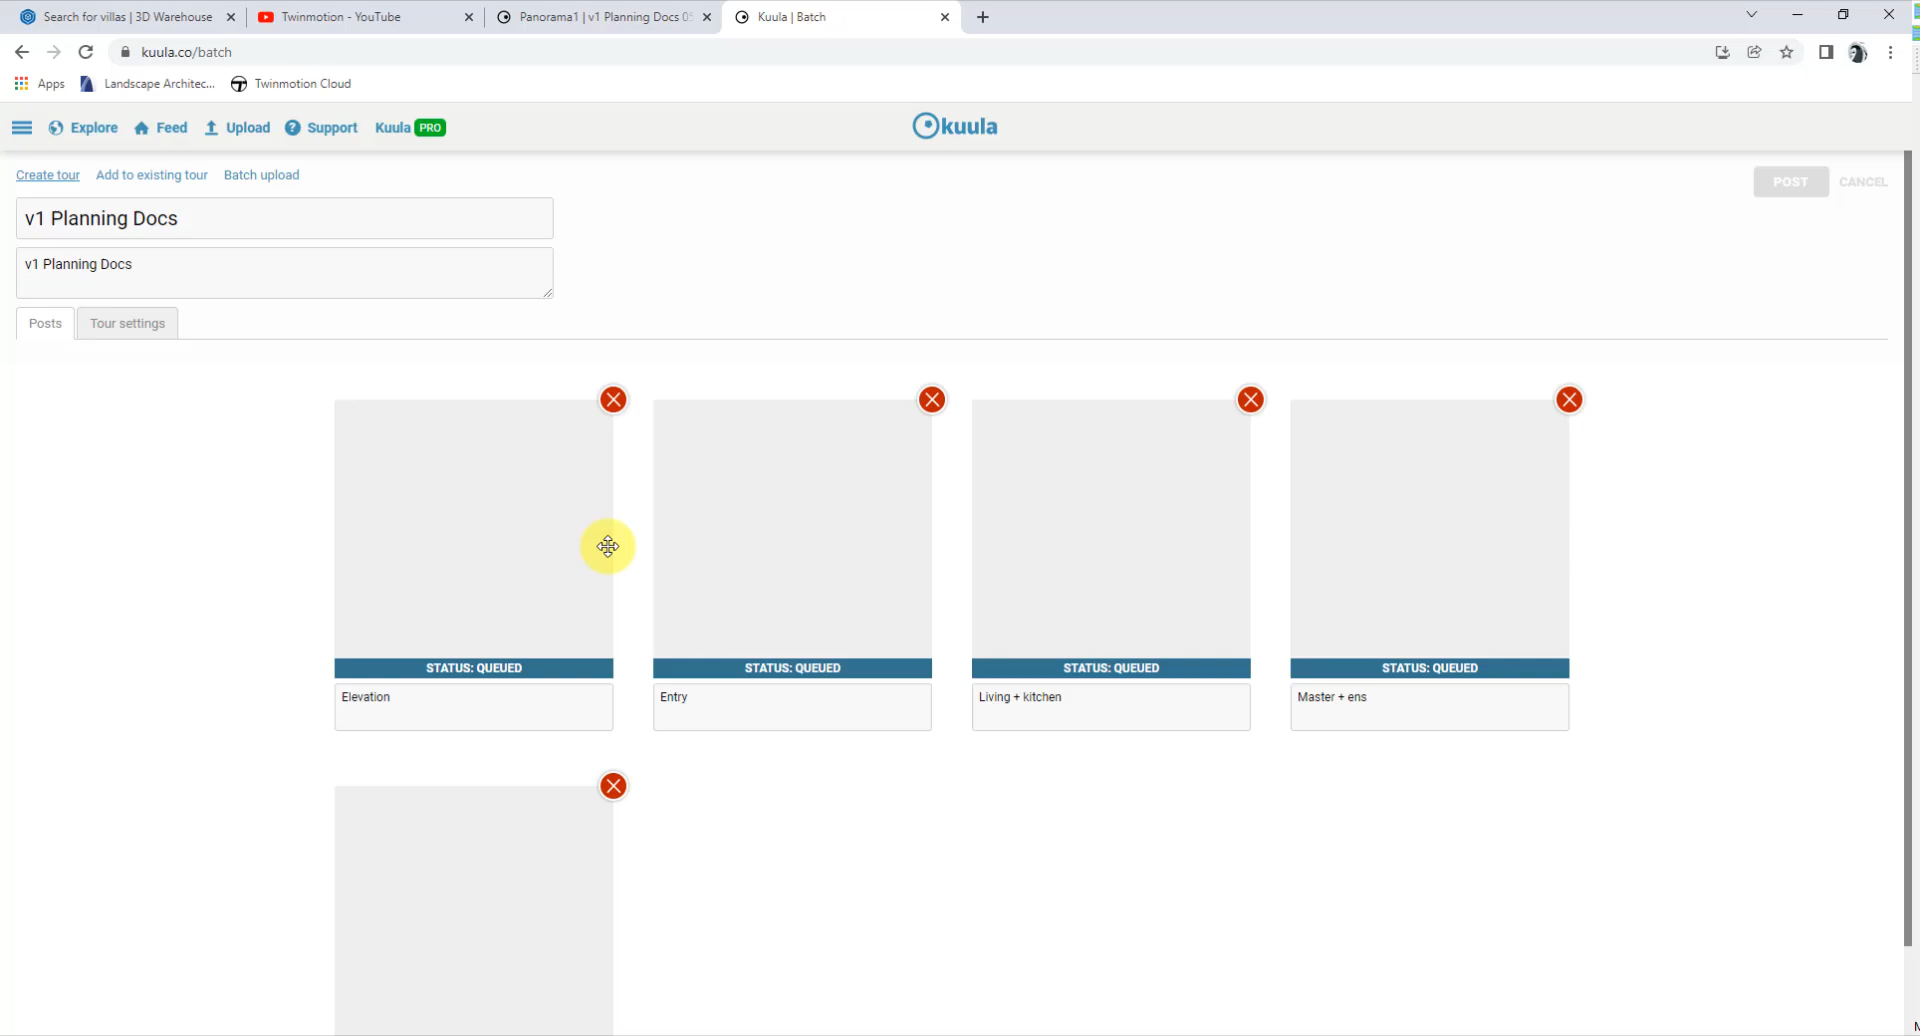 Search for villas | 3D Warehouse
Twinmotion - YouTube
Panorama1 | v1 Planning Docs
Kuula | Batch
kuula.co/batch
Apps
Landscape Architec...
Twinmotion Cloud
Explore
Feed
Upload
Support
Kuula PRO
kuula
Create tour
Add to existing tour
Batch upload
POST
CANCEL
v1 Planning Docs
v1 Planning Docs
Posts
Tour settings
STATUS: QUEUED
STATUS: QUEUED
STATUS: QUEUED
STATUS: QUEUED
Elevation
Entry
Living + kitchen
Master + ens